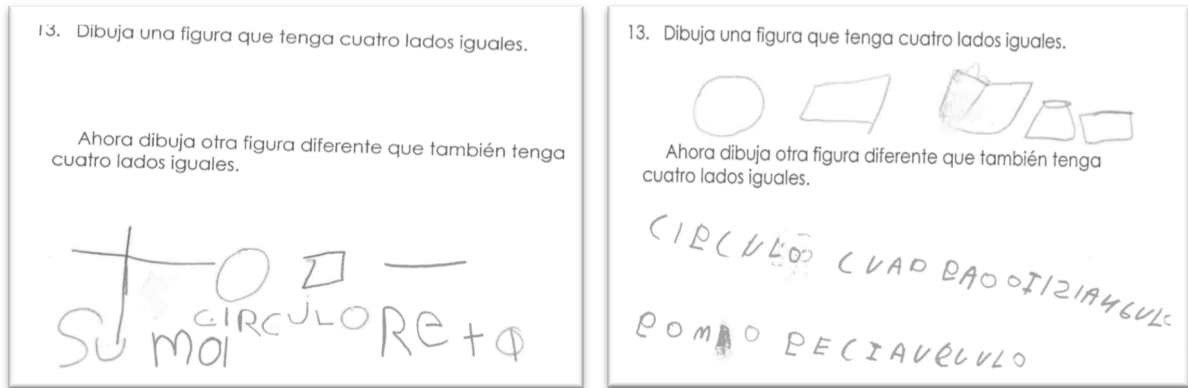 13. Dibuja una figura que tenga cuatro lados iguales.
Ahora dibuja otra figura diferente que también tenga
cuatro lados iguales.
CIRCULO
SUMA Reta
13. Dibuja una figura que tenga cuatro lados iguales.
Ahora dibuja otra figura diferente que también tenga
cuatro lados iguales.
CIRCULO CUADRADO
ROMBO